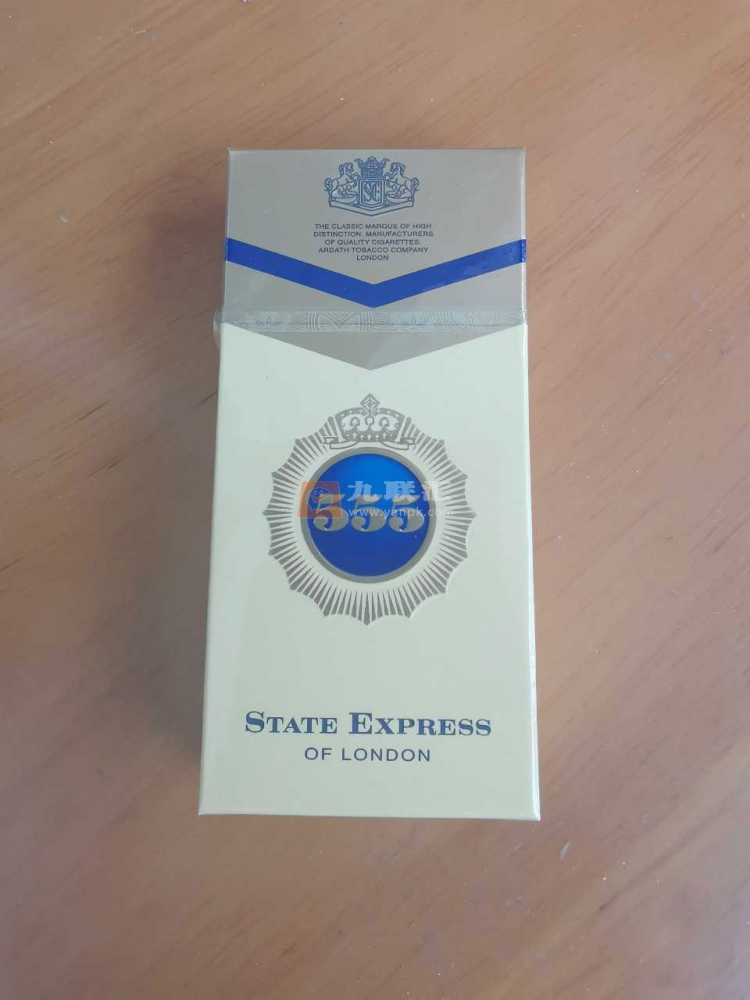 SE
THE CLASSIC MARQUE OF HIGH
DISTINCTION. MANUFACTURERS
OF QUALITY CIGARETTES.
ARDATH TOBACCO COMPANY
LONDON
九联汇
www.yanpk.com
555
STATE EXPRESS
OF LONDON